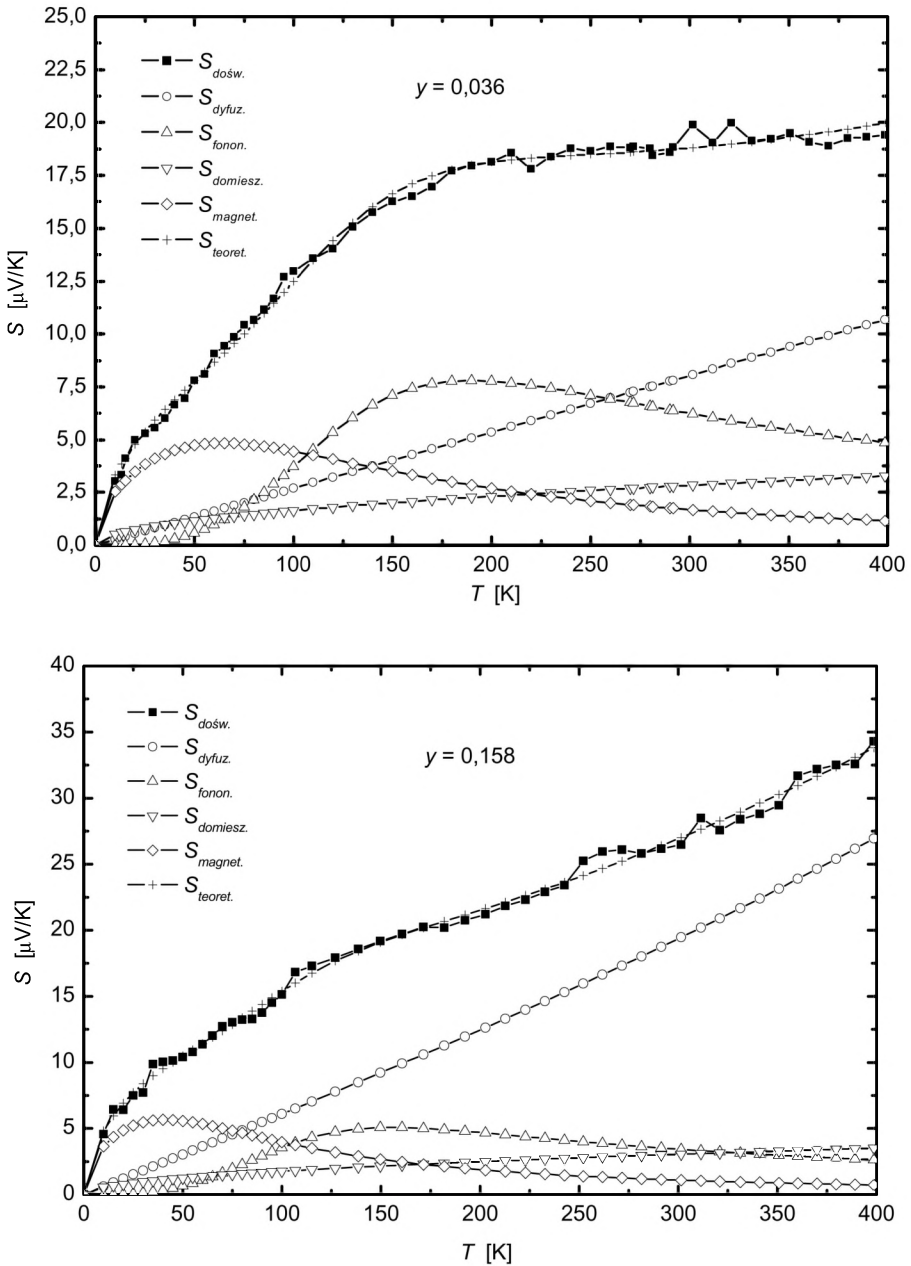 25,0
22,5
20,0
17,5
15,0
12,5
10,0
7,5
5,0
2,5
0,0
S [μV/K]
S dośw.
S dyfuz.
S fonon.
S domiesz.
S magnet.
S teoret.
y = 0,036
0 50 100 150 200 250 300 350 400
T [K]
40
35
30
25
20
15
10
5
0
S [μV/K]
S dośw.
S dyfuz.
S fonon.
S domiesz.
S magnet.
S teoret.
y = 0,158
0 50 100 150 200 250 300 350 400
T [K]